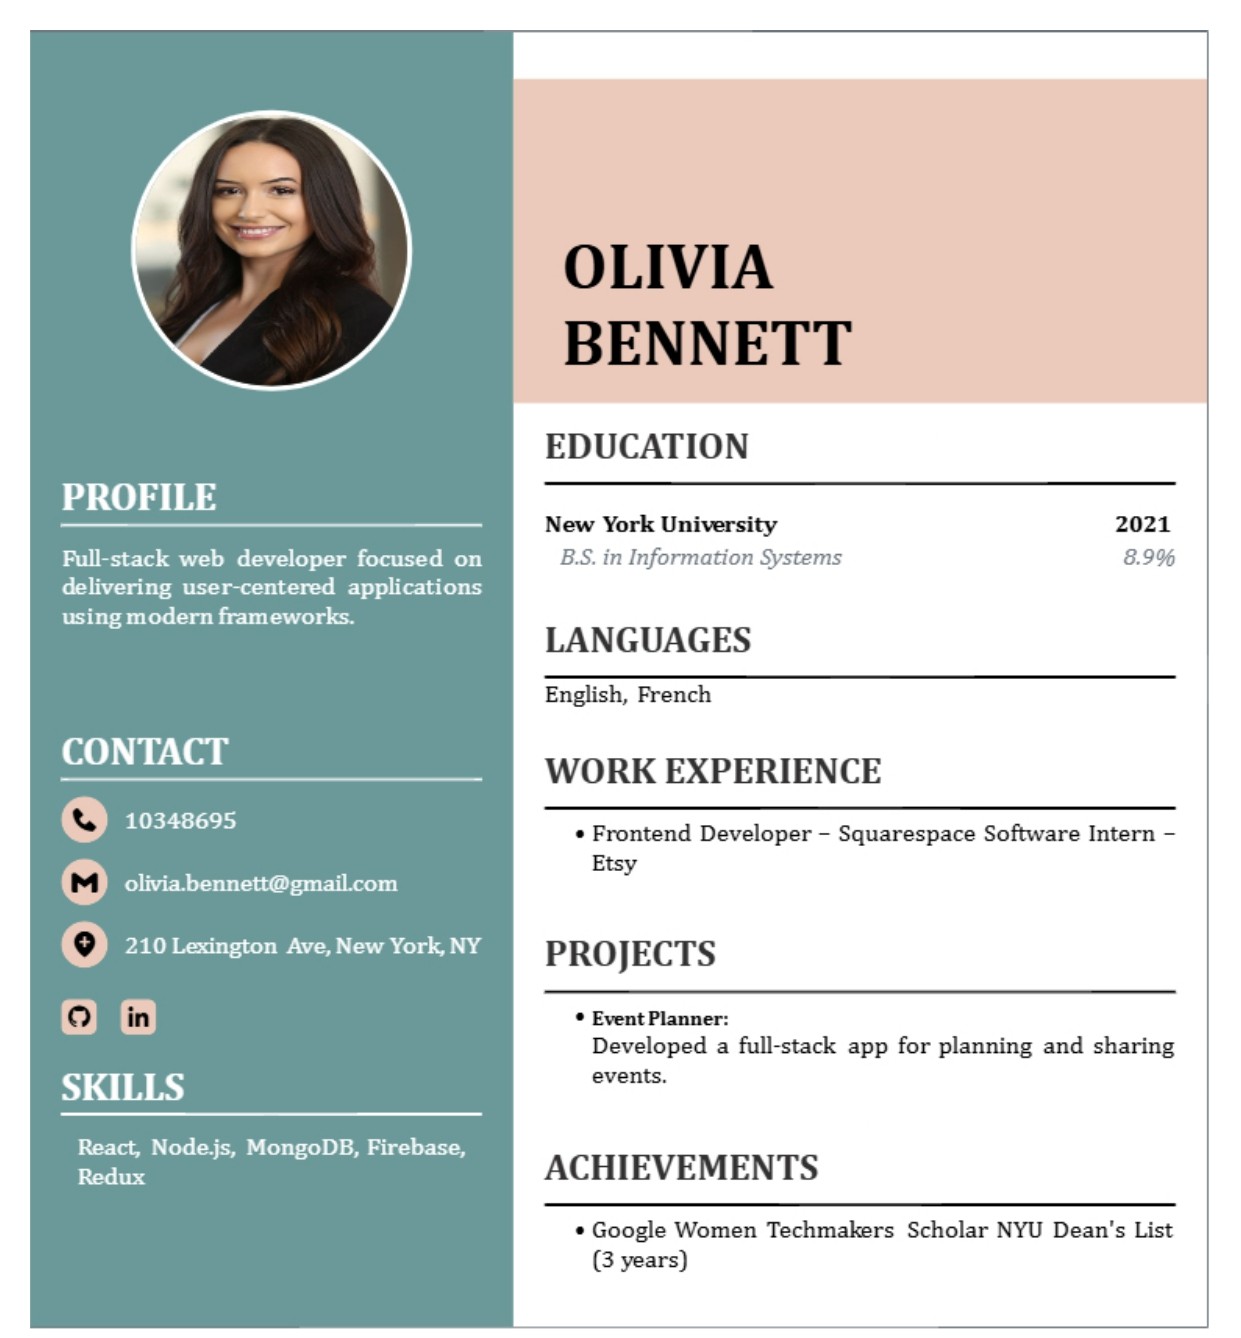 OLIVIA
BENNETT
PROFILE
Full-stack web developer focused on
delivering user-centered applications
using modern frameworks.
CONTACT
10348695
olivia.bennett@gmail.com
210 Lexington Ave, New York, NY
in
SKILLS
React, Node.js, MongoDB, Firebase,
Redux
EDUCATION
New York University 2021
B.S. in Information Systems 8.9%
LANGUAGES
English, French
WORK EXPERIENCE
• Frontend Developer – Squarespace Software Intern –
Etsy
PROJECTS
• Event Planner:
Developed a full-stack app for planning and sharing
events.
ACHIEVEMENTS
• Google Women Techmakers Scholar NYU Dean's List
(3 years)